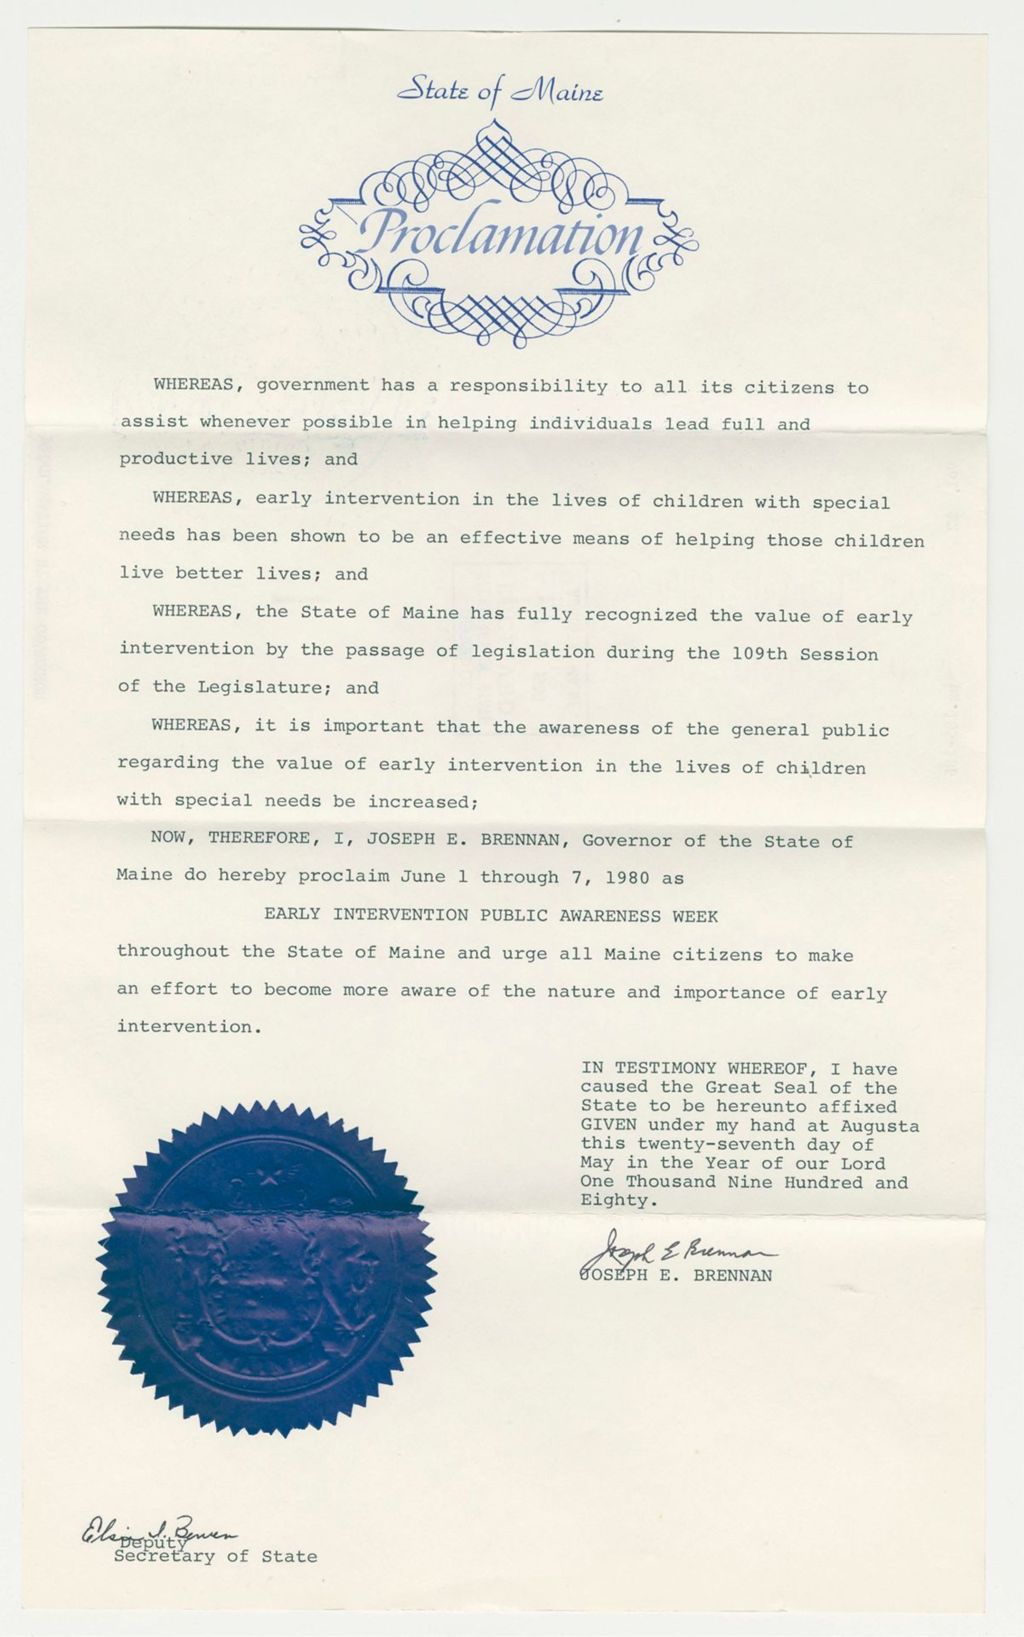 State of Maine
Proclamation
WHEREAS, government has a responsibility to all its citizens to
assist whenever possible in helping individuals lead full and
productive lives; and
WHEREAS, early intervention in the lives of children with special
needs has been shown to be an effective means of helping those children
live better lives; and
WHEREAS, the State of Maine has fully recognized the value of early
intervention by the passage of legislation during the 109th Session
of the Legislature; and
WHEREAS, it is important that the awareness of the general public
regarding the value of early intervention in the lives of children
with special needs be increased;
NOW, THEREFORE, I, JOSEPH E. BRENNAN, Governor of the State of
Maine do hereby proclaim June 1 through 7, 1980 as
EARLY INTERVENTION PUBLIC AWARENESS WEEK
throughout the State of Maine and urge all Maine citizens to make
an effort to become more aware of the nature and importance of early
intervention.
IN TESTIMONY WHEREOF, I have
caused the Great Seal of the
State to be hereunto affixed
GIVEN under my hand at Augusta
this twenty-seventh day of
May in the Year of our Lord
One Thousand Nine Hundred and
Eighty.
Joseph E Brennan
JOSEPH E. BRENNAN
MAINE
Deputy
Secretary of State